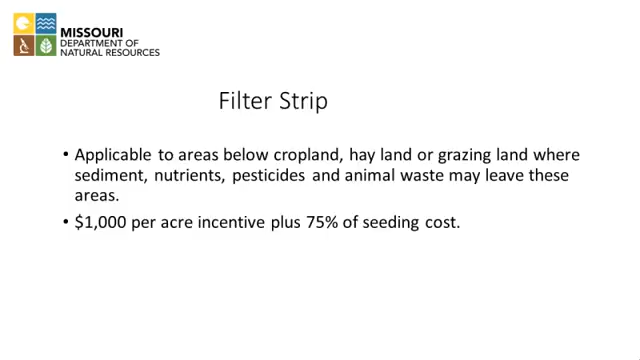 MISSOURI
DEPARTMENT OF
NATURAL RESOURCES
Filter Strip
• Applicable to areas below cropland, hay land or grazing land where
sediment, nutrients, pesticides and animal waste may leave these
areas.
• $1,000 per acre incentive plus 75% of seeding cost.